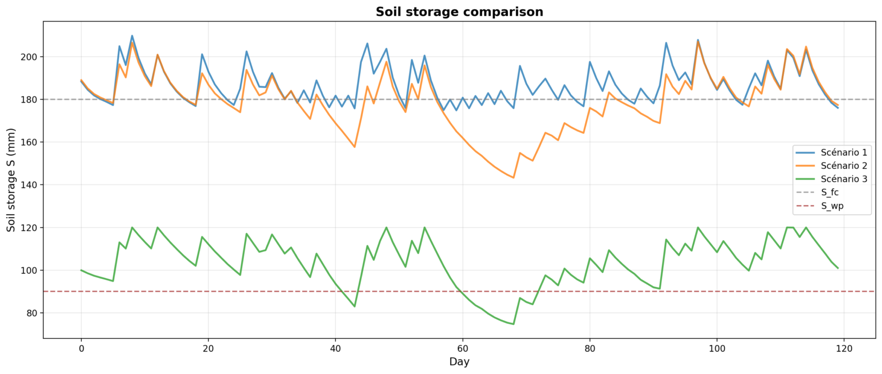 Soil storage comparison
Soil storage S (mm)
200
180
160
140
120
100
80
0
20
40
60
80
100
120
Day
Scénario 1
Scénario 2
Scénario 3
S_fc
S_wp